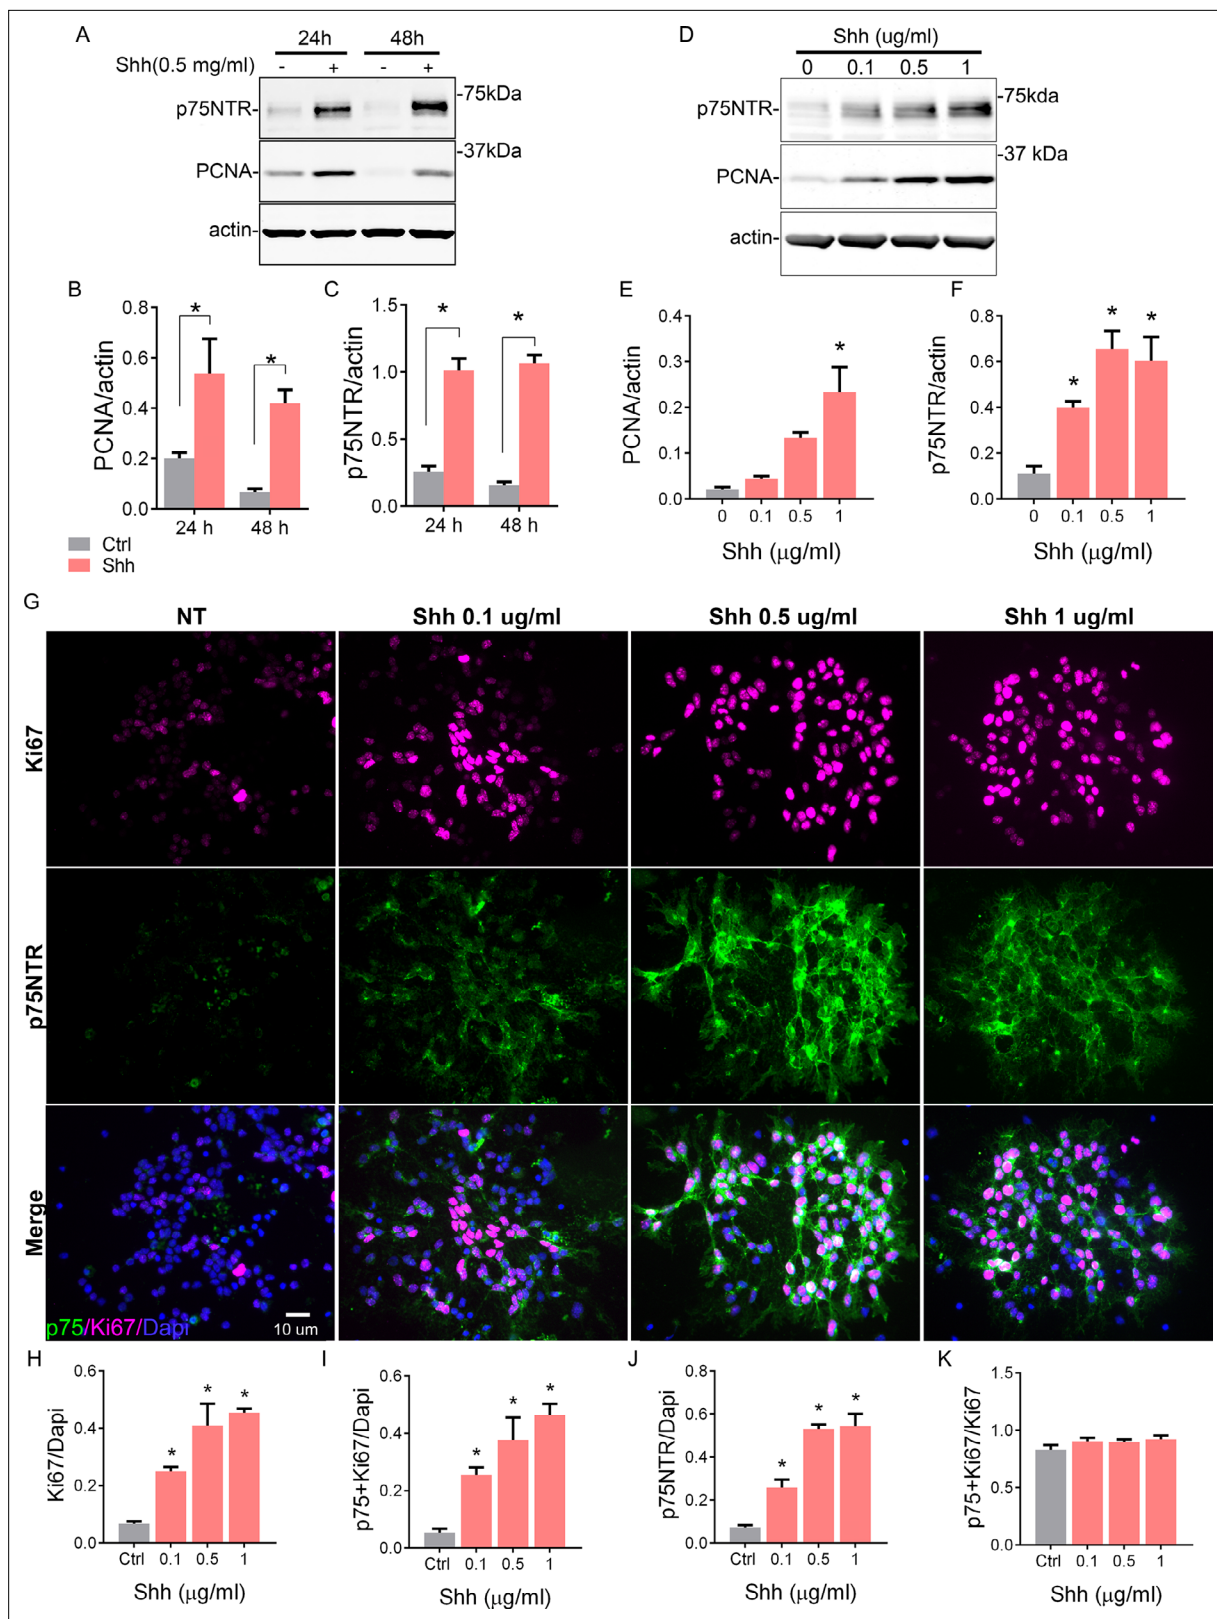 A
24h 48h
Shh(0.5 mg/ml) - + - +
p75NTR-
-75kDa
PCNA-
-37kDa
actin-
D
Shh (ug/ml)
0 0.1 0.5 1
p75NTR-
-75kda
PCNA-
-37 kDa
actin-
B
PCNA/actin
0.8
0.6
0.4
0.2
0.0
24 h 48 h
Ctrl
Shh
* *
C
p75NTR/actin
1.5
1.0
0.5
0.0
24 h 48 h
* *
E
PCNA/actin
0.4
0.3
0.2
0.1
0.0
0 0.1 0.5 1
Shh (μg/ml)
*
F
p75NTR/actin
0.8
0.6
0.4
0.2
0.0
0 0.1 0.5 1
Shh (μg/ml)
* * *
G
NT Shh 0.1 ug/ml Shh 0.5 ug/ml Shh 1 ug/ml
Ki67
p75NTR
Merge
p75/Ki67/Dapi
10 um
H
Ki67/Dapi
0.6
0.4
0.2
0.0
Ctrl 0.1 0.5 1
Shh (μg/ml)
* * *
I
p75+Ki67/Dapi
0.6
0.4
0.2
0.0
Ctrl 0.1 0.5 1
Shh (μg/ml)
* * *
J
p75NTR/Dapi
0.8
0.6
0.4
0.2
0.0
Ctrl 0.1 0.5 1
Shh (μg/ml)
* * *
K
p75+Ki67/Ki67
1.5
1.0
0.5
0.0
Ctrl 0.1 0.5 1
Shh (μg/ml)